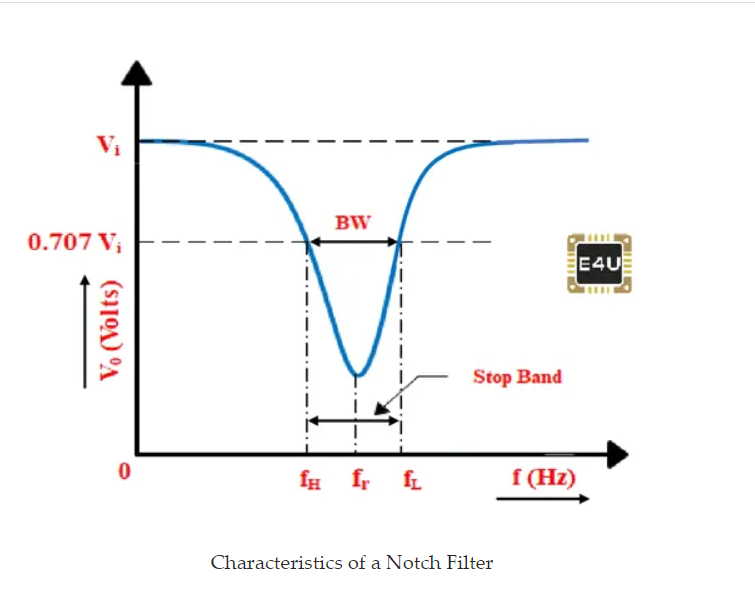 Vi
BW
0.707 Vi
E4U
V0 (Volts)
Stop Band
0
fH fr fL
f (Hz)
Characteristics of a Notch Filter